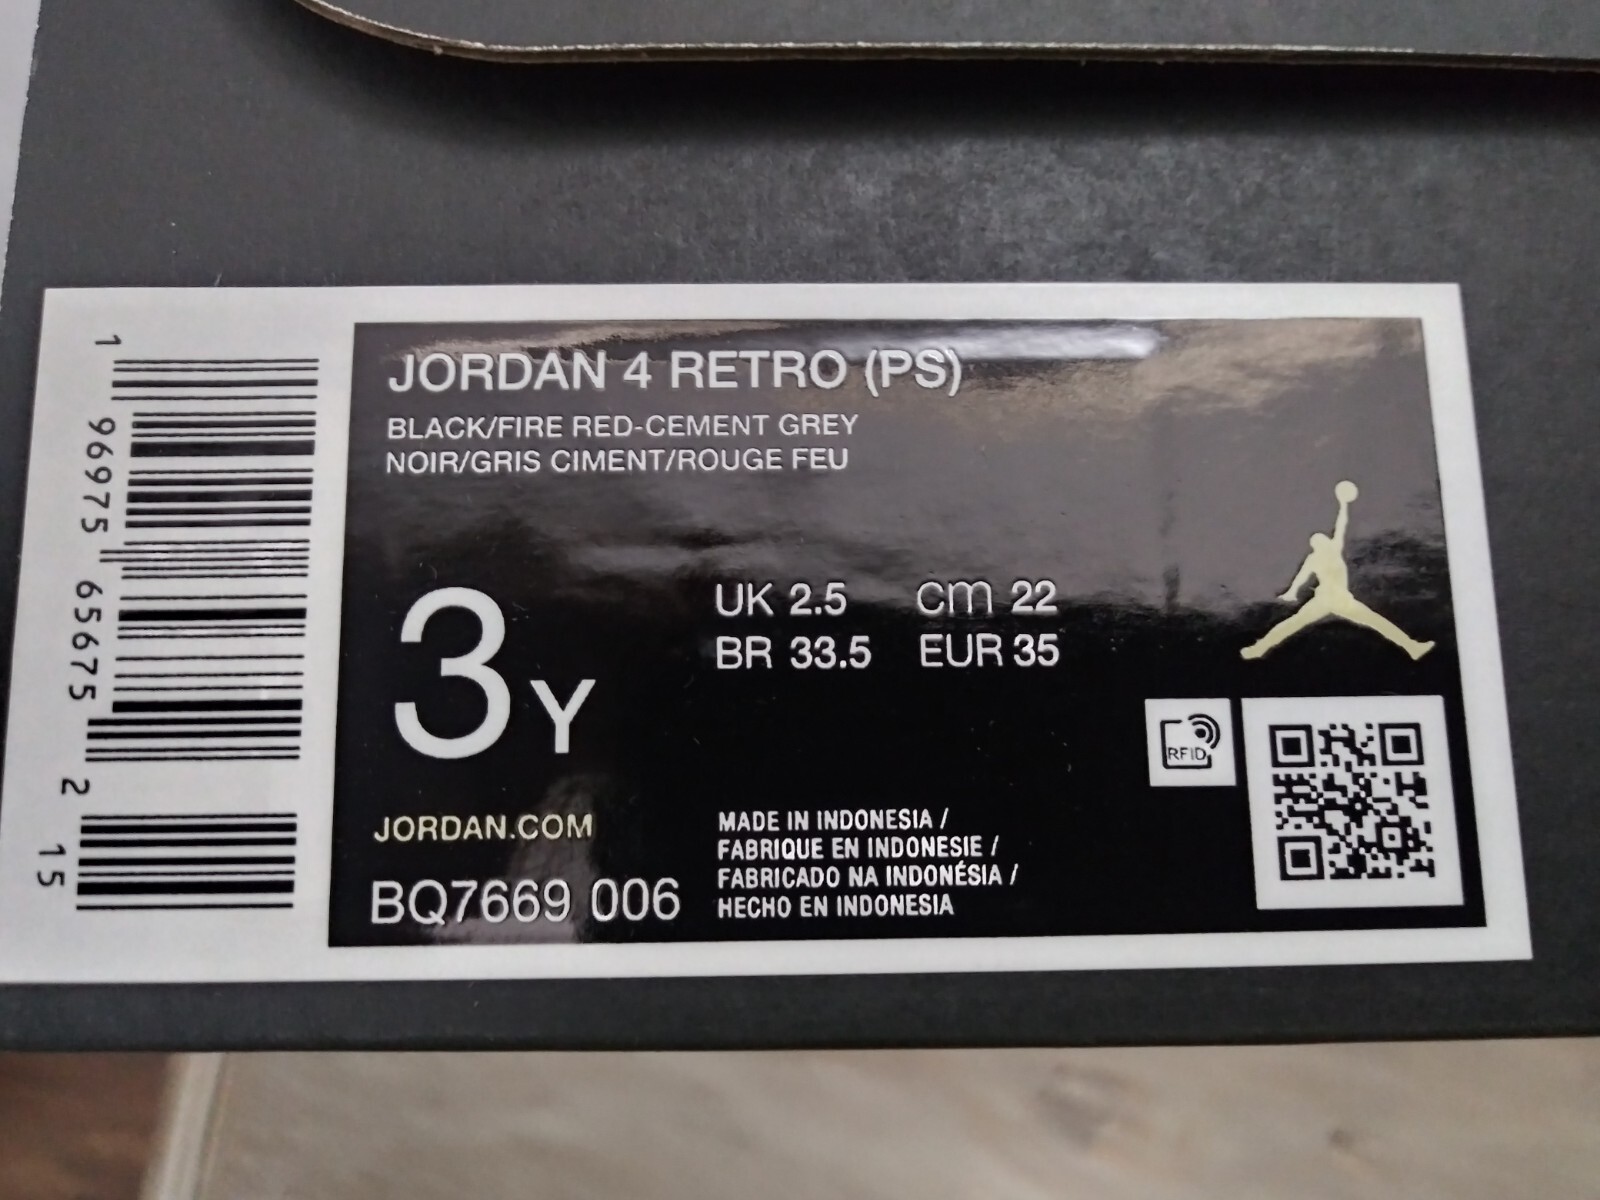 JORDAN 4 RETRO (PS)
BLACK/FIRE RED-CEMENT GREY
NOIR/GRIS CIMENT/ROUGE FEU
3Y
UK 2.5 cm 22
BR 33.5 EUR 35
RFID
JORDAN.COM
BQ7669 006
MADE IN INDONESIA /
FABRIQUE EN INDONESIE /
FABRICADO NA INDONÉSIA /
HECHO EN INDONESIA
1 96975 65675 2 15